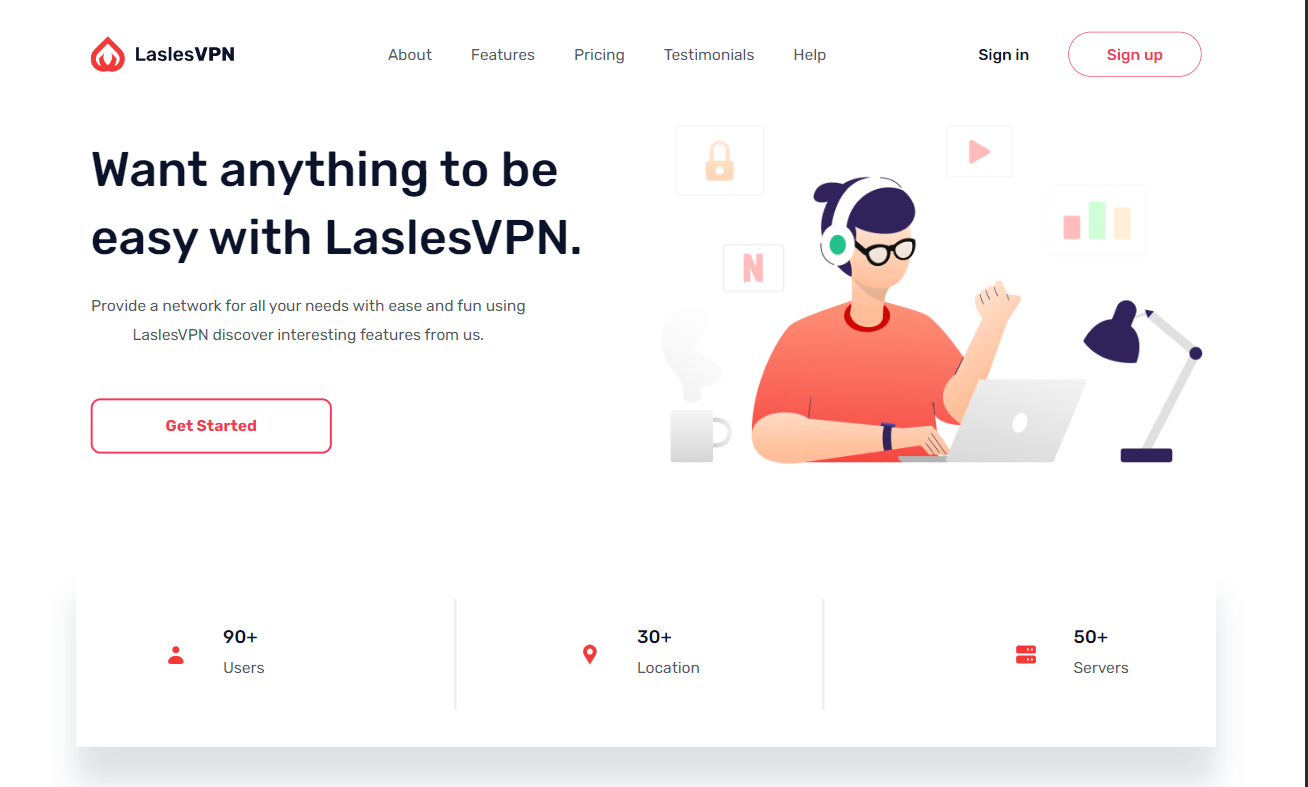 LaslesVPN
About
Features
Pricing
Testimonials
Help
Sign in
Sign up
Want anything to be
easy with LaslesVPN.
Provide a network for all your needs with ease and fun using
LaslesVPN discover interesting features from us.
Get Started
N
90+
Users
30+
Location
50+
Servers